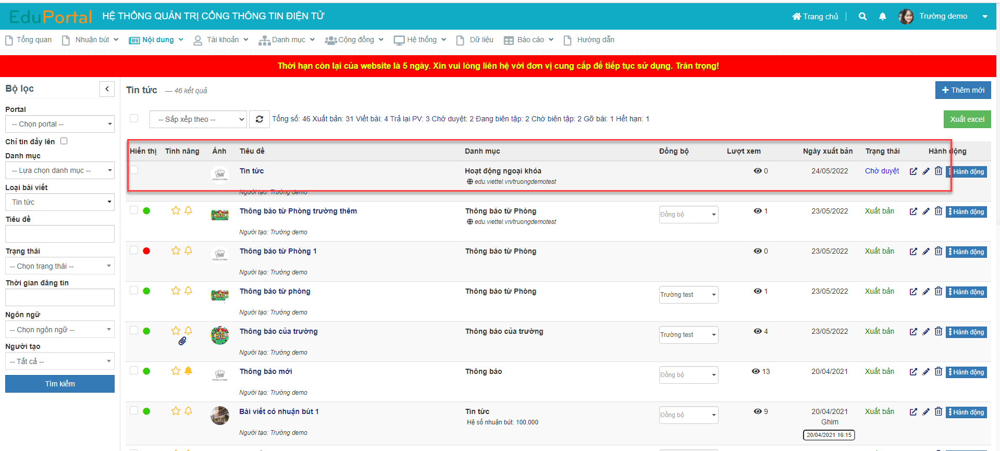 EduPortal HỆ THỐNG QUẢN TRỊ CỔNG THÔNG TIN ĐIỆN TỬ Trang chủ Trường demo
Tổng quan Nhuận bút Nội dung Tài khoản Danh mục Cộng đồng Hệ thống Dữ liệu Báo cáo Hướng dẫn
Thời hạn còn lại của website là 5 ngày. Xin vui lòng liên hệ với đơn vị cung cấp để tiếp tục sử dụng. Trân trọng!
Bộ lọc
Portal
-- Chọn portal --
Chỉ tin đẩy lên
Danh mục
-- Lựa chọn danh mục --
Loại bài viết
Tin tức
Tiêu đề
Trạng thái
-- Chọn trạng thái --
Thời gian đăng tin
Ngôn ngữ
-- Chọn ngôn ngữ --
Người tạo
-- Tất cả --
Tìm kiếm
Tin tức — 46 kết quả
+ Thêm mới
-- Sắp xếp theo -- Tổng số: 46 Xuất bản: 31 Viết bài: 4 Trả lại PV: 3 Chờ duyệt: 2 Đang biên tập: 2 Chờ biên tập: 2 Gỡ bài: 1 Hết hạn: 1
Xuất excel
Hiển thị Tính năng Ảnh Tiêu đề Danh mục Đồng bộ Lượt xem Ngày xuất bản Trạng thái Hành động
Tin tức Hoạt động ngoại khóa 0 24/05/2022 Chờ duyệt Hành động
edu.viettel.vn/truongdemotest
Người tạo: Trường demo
Thông báo từ Phòng trường thêm Thông báo từ Phòng Đồng bộ 1 23/05/2022 Xuất bản Hành động
edu.viettel.vn/truongdemotest
Người tạo: Trường demo
Thông báo từ Phòng 1 Thông báo từ Phòng 0 23/05/2022 Xuất bản Hành động
Người tạo: Trường demo
Thông báo từ phòng Thông báo từ Phòng Trường test 1 23/05/2022 Xuất bản Hành động
Người tạo: Trường demo
Thông báo của trường Thông báo của trường Trường test 4 23/05/2022 Xuất bản Hành động
Người tạo: Trường demo
Thông báo mới Thông báo Đồng bộ 13 20/04/2021 Xuất bản Hành động
Người tạo: Trường demo
Bài viết có nhuận bút 1 Tin tức Đồng bộ 9 20/04/2021 Xuất bản Hành động
Hệ số nhuận bút: 100.000 Ghim
Người tạo: Trường demo 20/04/2021 16:15